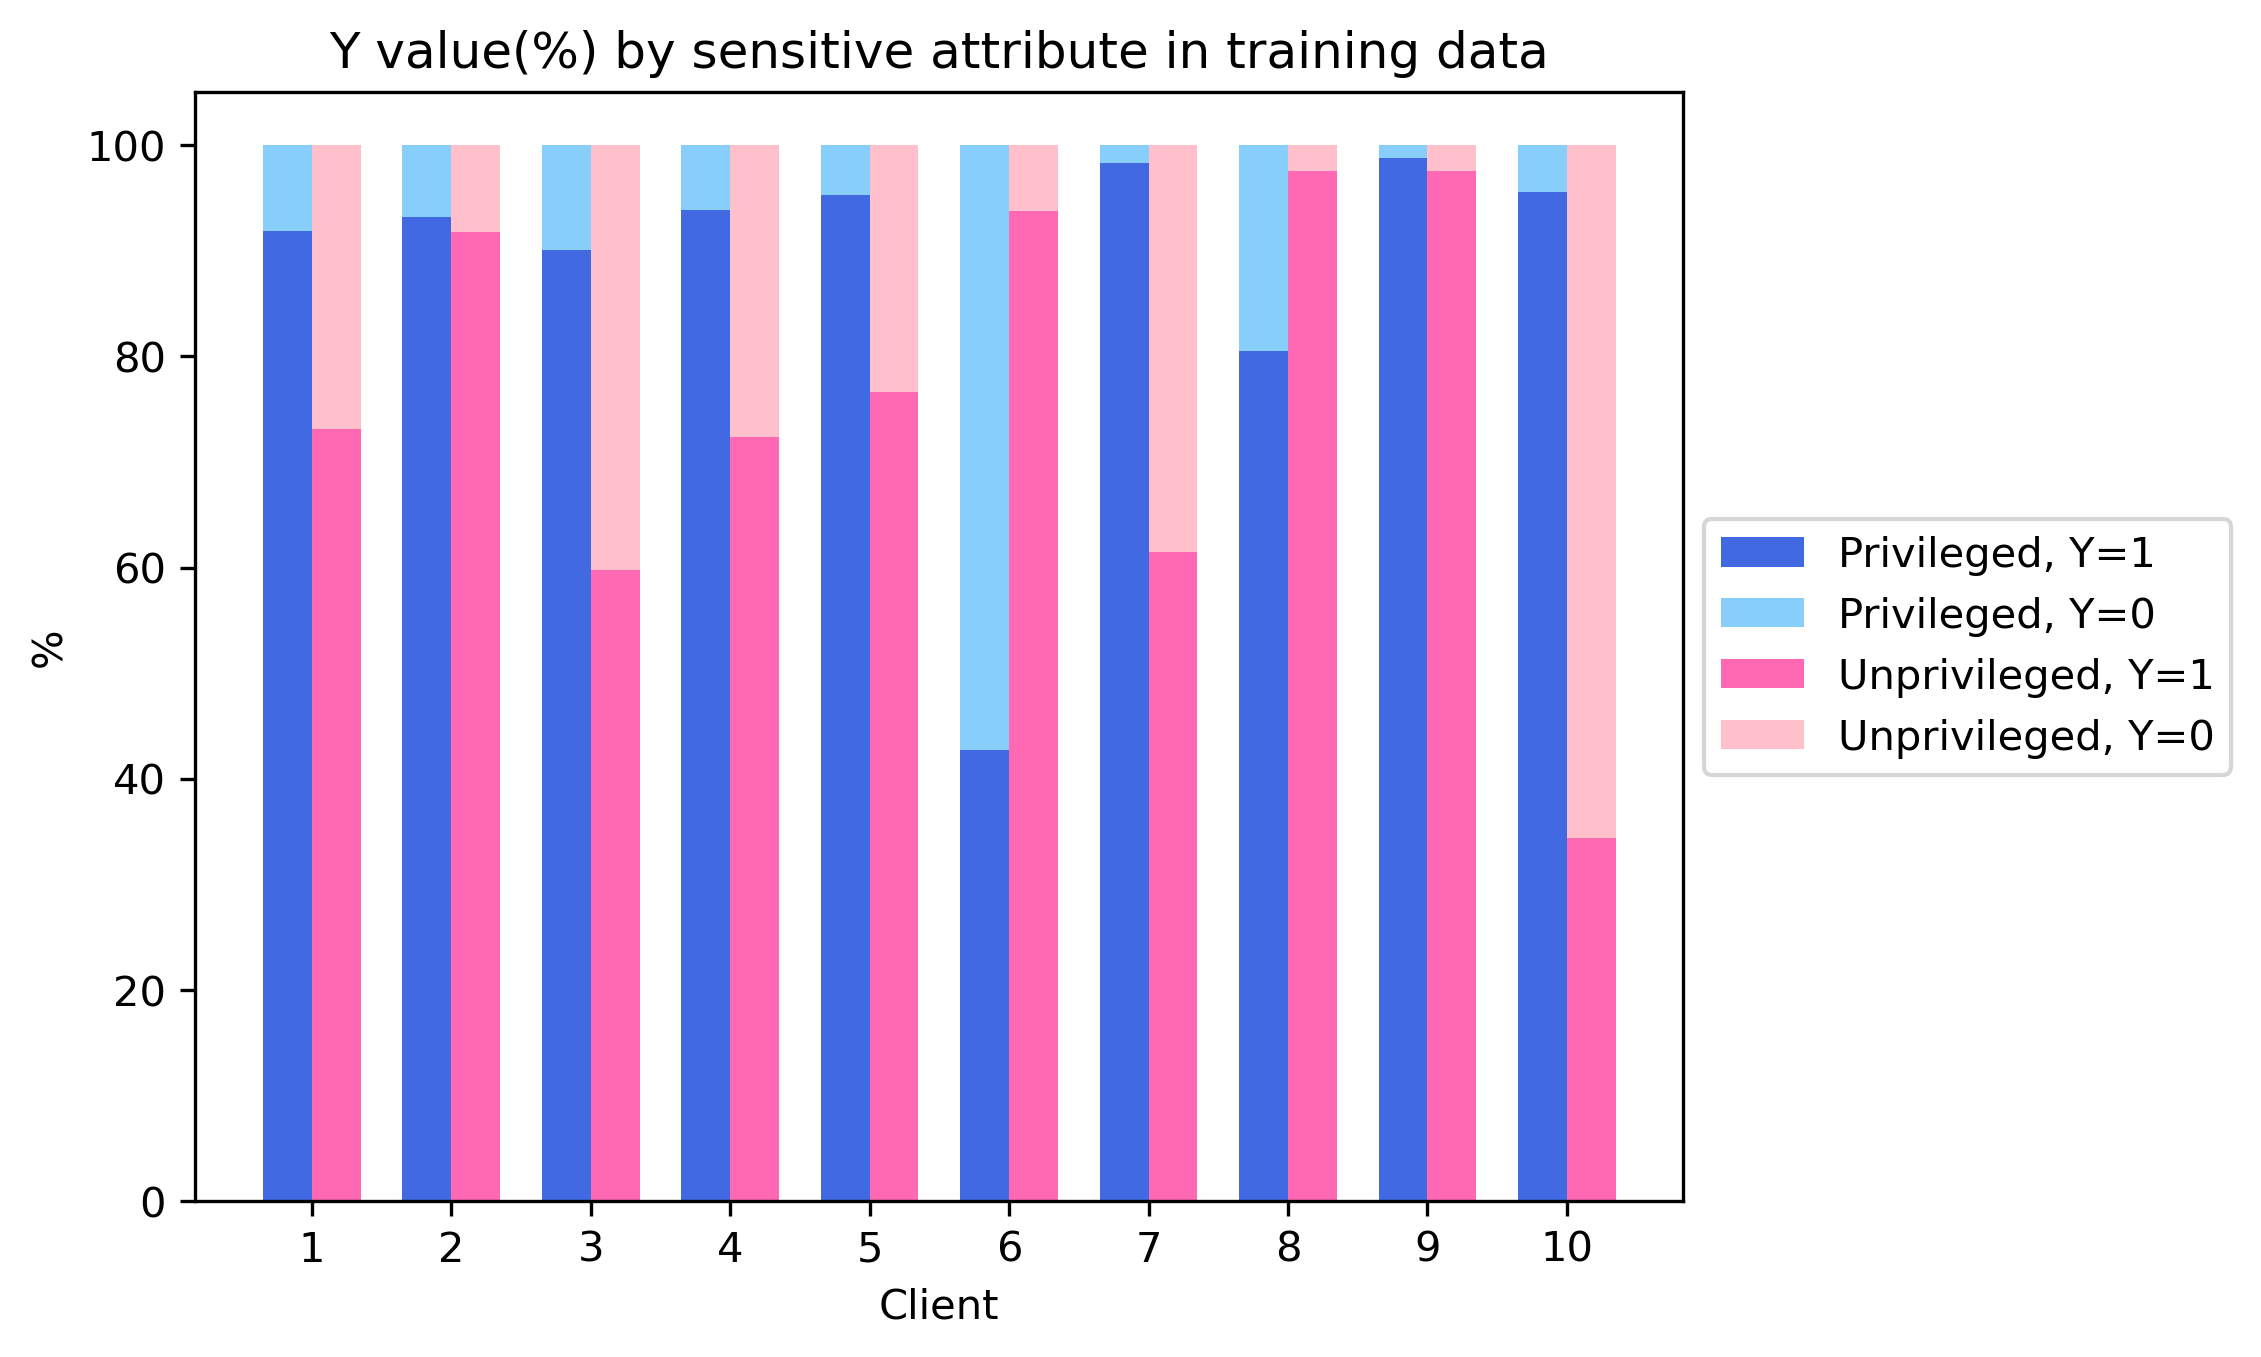 Y value(%) by sensitive attribute in training data
100
80
60
40
20
0
%
1 2 3 4 5 6 7 8 9 10
Client
Privileged, Y=1
Privileged, Y=0
Unprivileged, Y=1
Unprivileged, Y=0